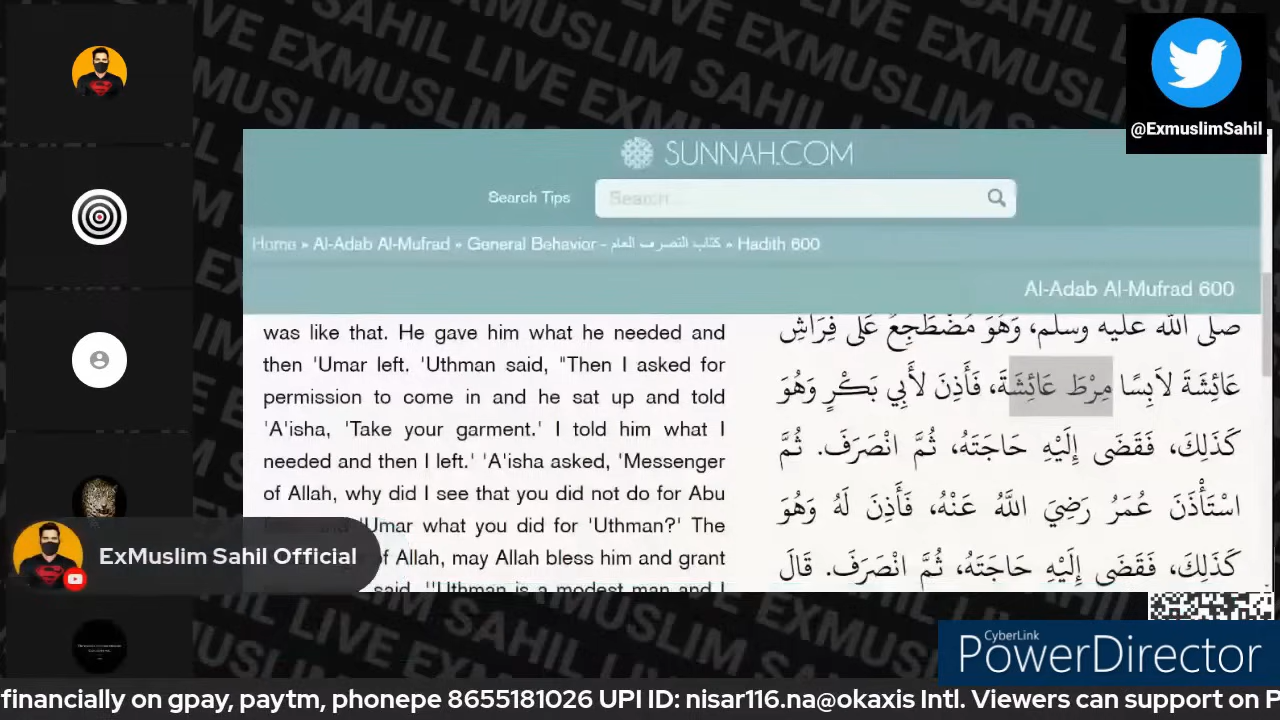 LIVE EXMUSLIM SAHIL LIVE EXMUSLIM SAHIL
@ExmuslimSahil
SUNNAH.COM
Search Tips
Search...
Home » Al-Adab Al-Mufrad » General Behavior - كتاب التصرف العام » Hadith 600
Al-Adab Al-Mufrad 600
was like that. He gave him what he needed and
then 'Umar left. 'Uthman said, "Then I asked for
permission to come in and he sat up and told
'A'isha, 'Take your garment.' I told him what I
needed and then I left.' 'A'isha asked, 'Messenger
of Allah, why did I see that you did not do for Abu
'Umar what you did for 'Uthman?' The
of Allah, may Allah bless him and grant
said, "'Uthman is a modest man and I
صلى الله عليه وسلم، وَهُوَ مُضْطَجِعٌ عَلَى فِرَاشِ
عَائِشَةَ لاَبِسًا مِرْطَ عَائِشَةَ، فَأَذِنَ لأَبِي بَكْرٍ وَهُوَ
كَذَلِكَ، فَقَضَى إِلَيْهِ حَاجَتَهُ، ثُمَّ انْصَرَفَ. ثُمَّ
اسْتَأْذَنَ عُمَرُ رَضِيَ اللَّهُ عَنْهُ، فَأَذِنَ لَهُ وَهُوَ
كَذَلِكَ، فَقَضَى إِلَيْهِ حَاجَتَهُ، ثُمَّ انْصَرَفَ. قَالَ
ExMuslim Sahil Official
CyberLink
PowerDirector
financially on gpay, paytm, phonepe 8655181026 UPI ID: nisar116.na@okaxis Intl. Viewers can support on P